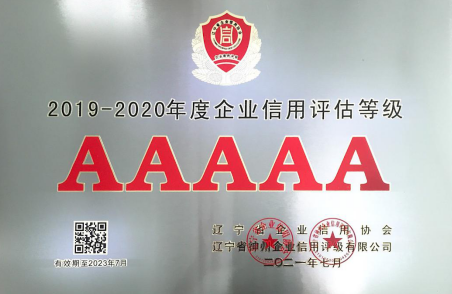 2019-2020年度企业信用评估等级
AAAAA
辽宁省企业信用协会
辽宁省神州企业信用评级有限公司
二〇二一年七月
有效期至2023年7月